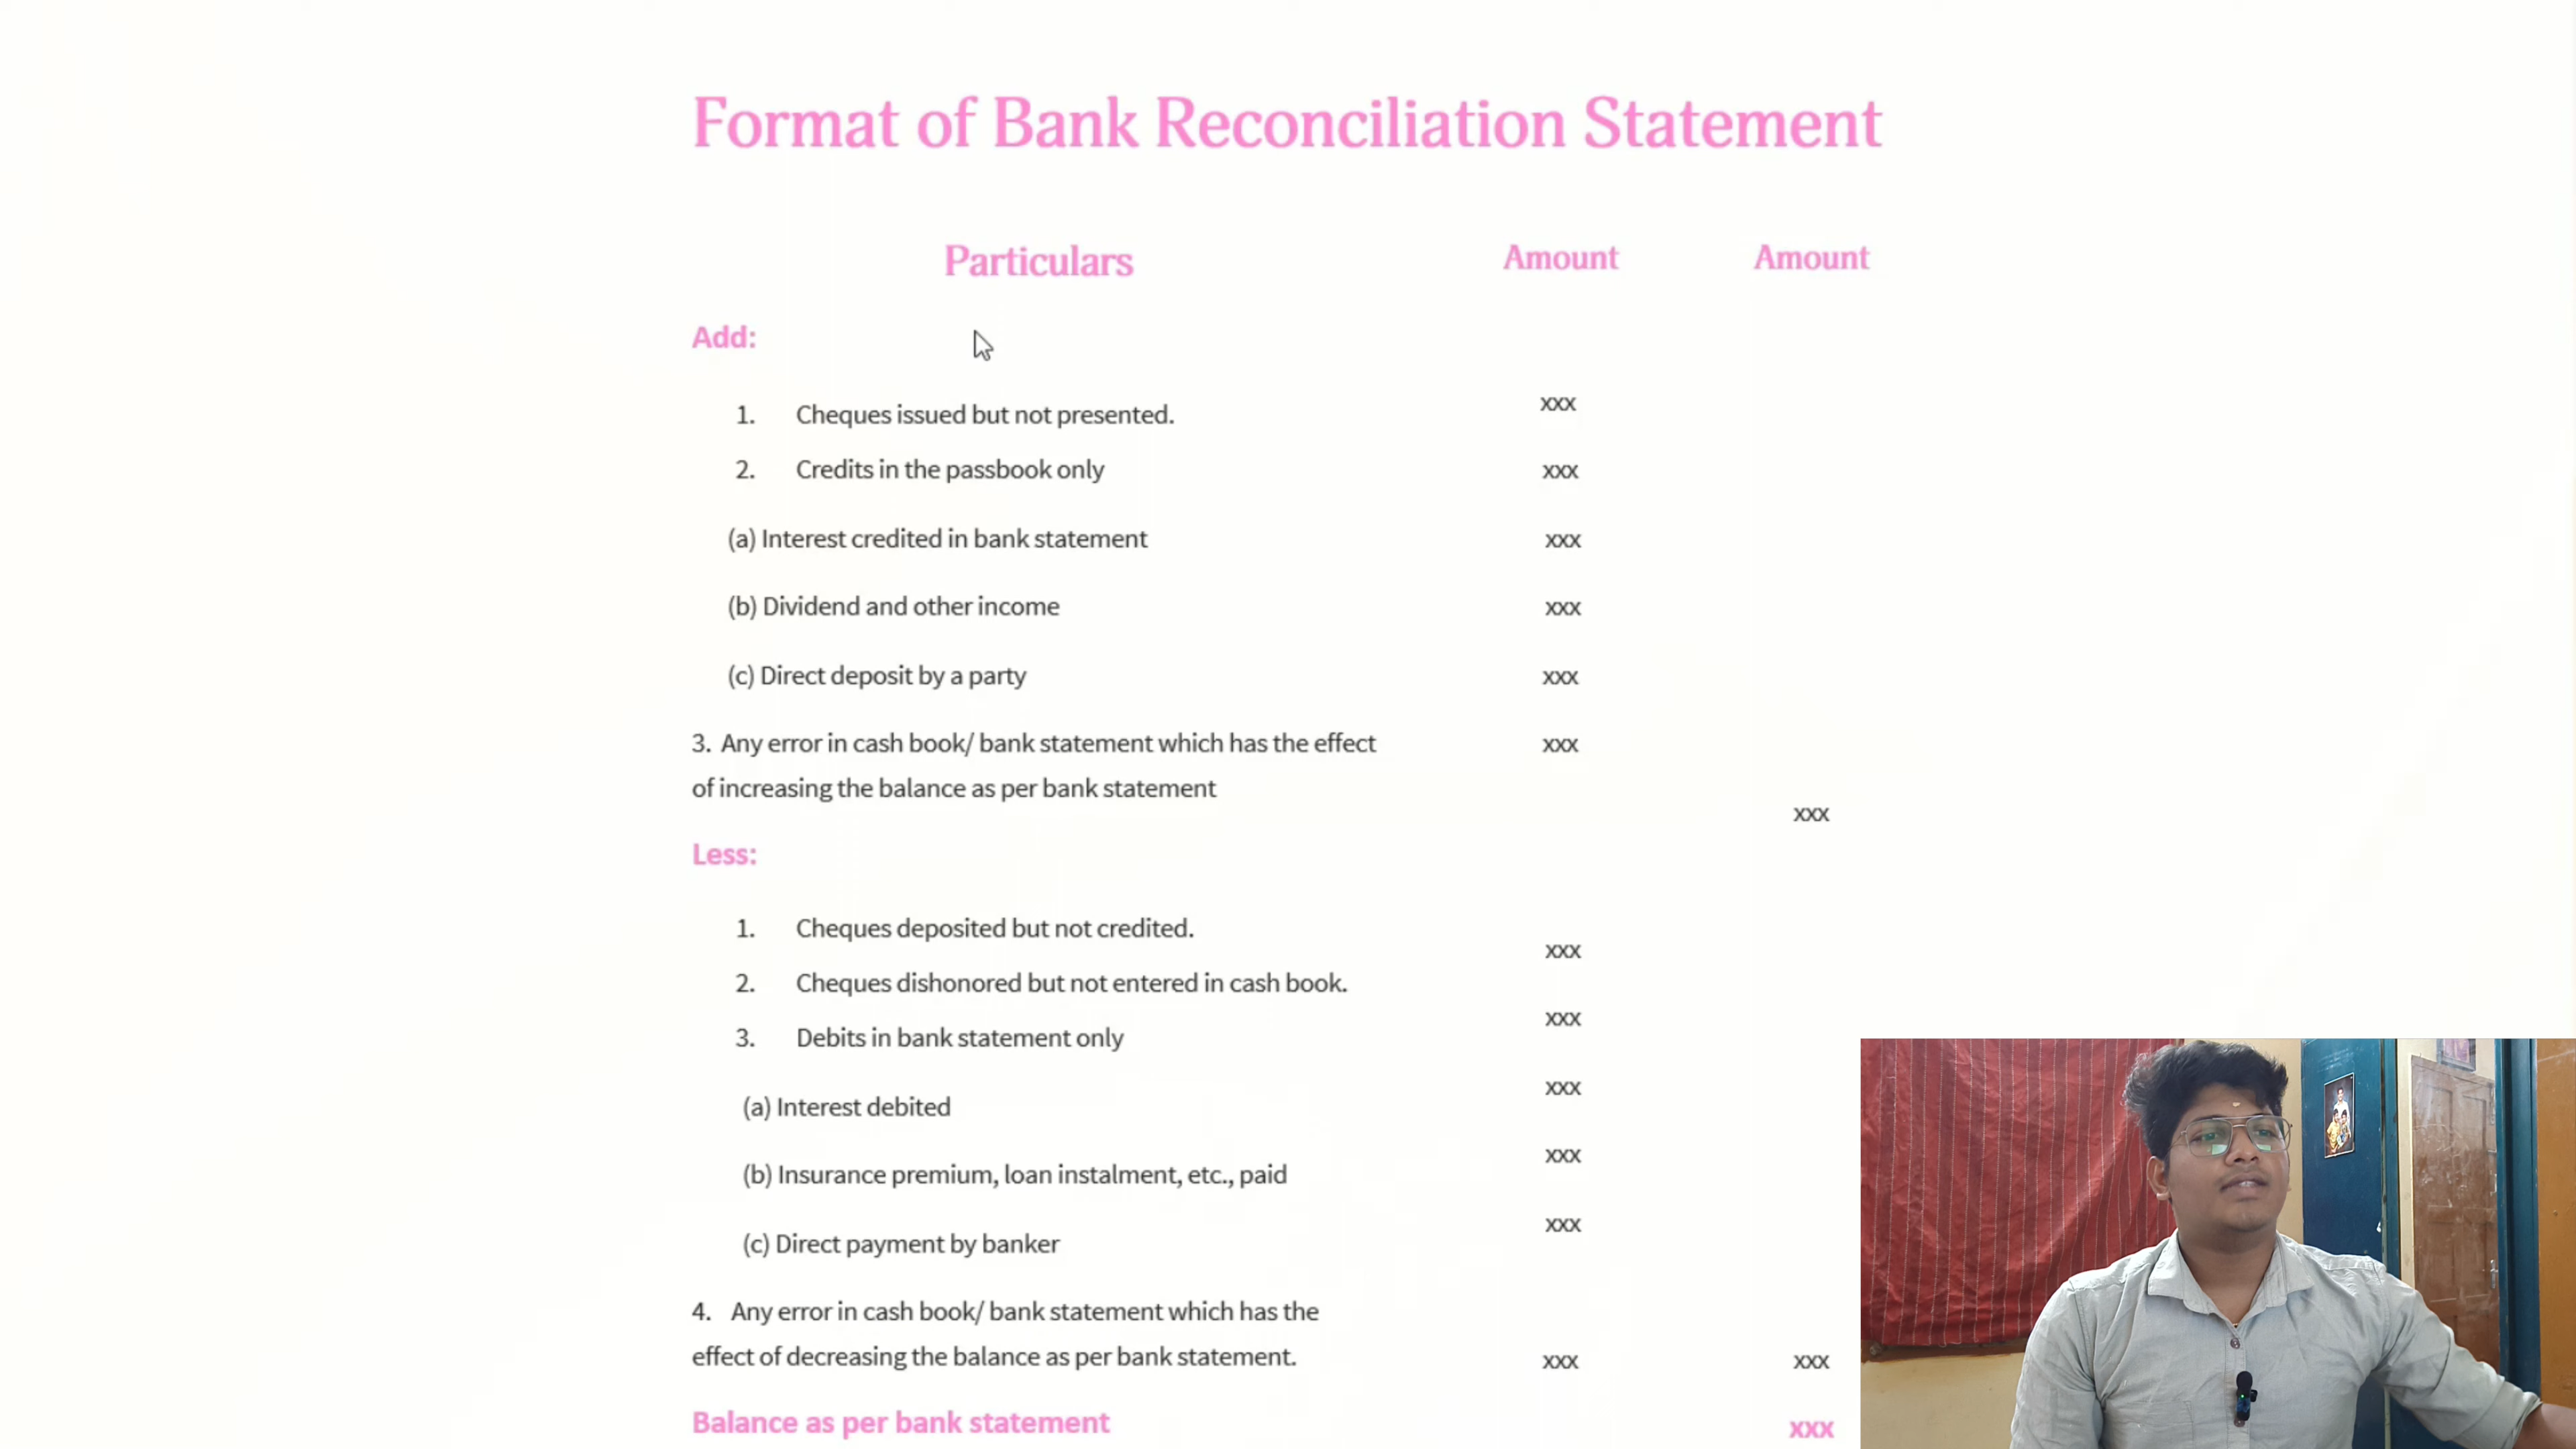 Format of Bank Reconciliation Statement
Particulars Amount Amount
Add:
1. Cheques issued but not presented. xxx
2. Credits in the passbook only xxx
(a) Interest credited in bank statement xxx
(b) Dividend and other income xxx
(c) Direct deposit by a party xxx
3. Any error in cash book/ bank statement which has the effect xxx
of increasing the balance as per bank statement
xxx
Less:
1. Cheques deposited but not credited.
xxx
2. Cheques dishonored but not entered in cash book.
xxx
3. Debits in bank statement only
xxx
(a) Interest debited
xxx
(b) Insurance premium, loan instalment, etc., paid
xxx
(c) Direct payment by banker
4. Any error in cash book/ bank statement which has the
effect of decreasing the balance as per bank statement. xxx xxx
Balance as per bank statement xxx